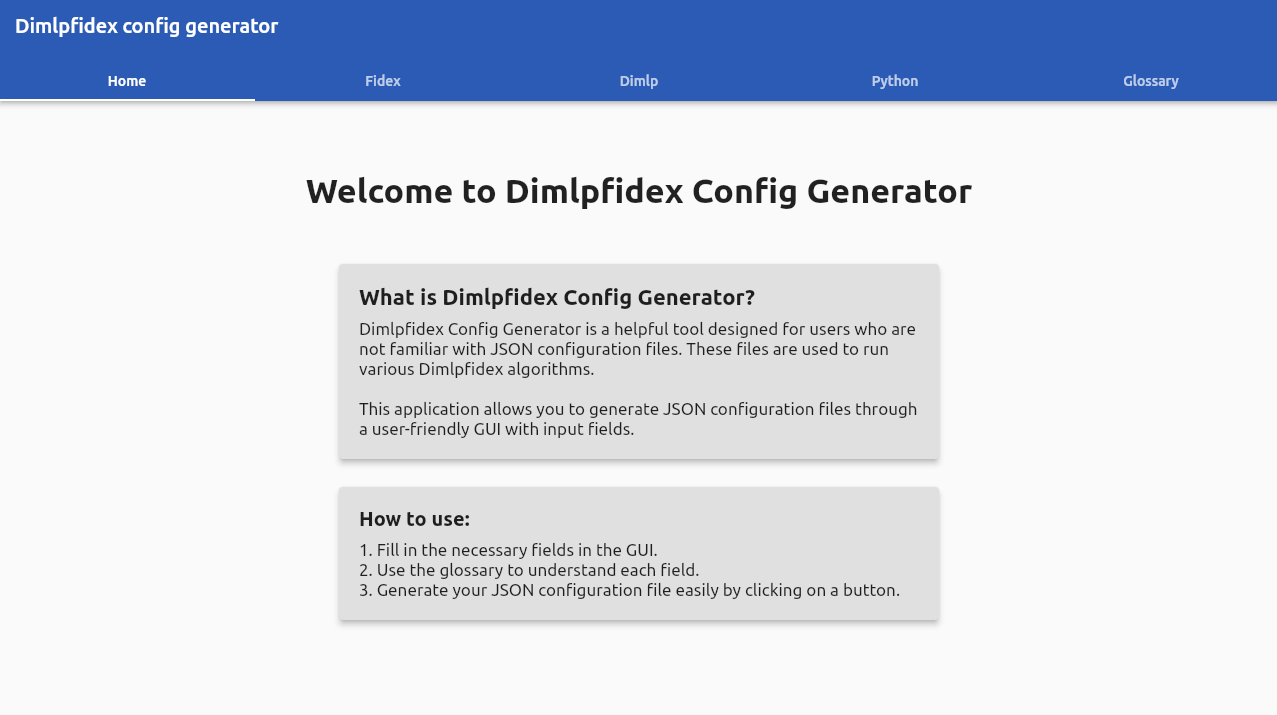 Dimlpfidex config generator
Home Fidex Dimlp Python Glossary
Welcome to Dimlpfidex Config Generator
What is Dimlpfidex Config Generator?
Dimlpfidex Config Generator is a helpful tool designed for users who are
not familiar with JSON configuration files. These files are used to run
various Dimlpfidex algorithms.
This application allows you to generate JSON configuration files through
a user-friendly GUI with input fields.
How to use:
1. Fill in the necessary fields in the GUI.
2. Use the glossary to understand each field.
3. Generate your JSON configuration file easily by clicking on a button.